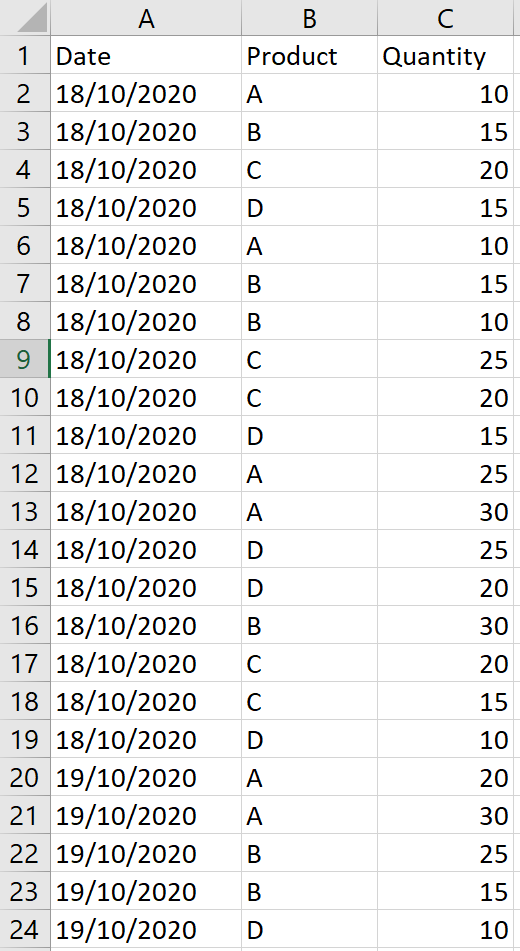 A B C
1 Date Product Quantity
2 18/10/2020 A 10
3 18/10/2020 B 15
4 18/10/2020 C 20
5 18/10/2020 D 15
6 18/10/2020 A 10
7 18/10/2020 B 15
8 18/10/2020 B 10
9 18/10/2020 C 25
10 18/10/2020 C 20
11 18/10/2020 D 15
12 18/10/2020 A 25
13 18/10/2020 A 30
14 18/10/2020 D 25
15 18/10/2020 D 20
16 18/10/2020 B 30
17 18/10/2020 C 20
18 18/10/2020 C 15
19 18/10/2020 D 10
20 19/10/2020 A 20
21 19/10/2020 A 30
22 19/10/2020 B 25
23 19/10/2020 B 15
24 19/10/2020 D 10